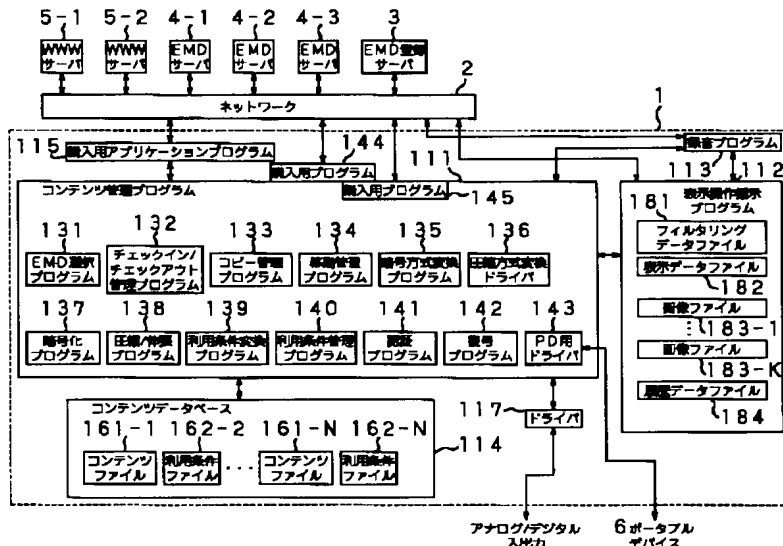 5-1 5-2 4-1 4-2 4-3 3
WWW サーバ
WWW サーバ
EMD サーバ
EMD サーバ
EMD サーバ
EMD登録 サーバ
2
ネットワーク
1
115
購入用アプリケーションプログラム
144
購入用プログラム
111
購入用プログラム
145
録音プログラム
113
112
コンテンツ管理プログラム
131
EMD選択
プログラム
132
チェックイン/
チェックアウト
管理プログラム
133
コピー管理
プログラム
134
移動管理
プログラム
135
暗号方式変換
プログラム
136
圧縮方式変換
ドライバ
137
暗号化
プログラム
138
圧縮/伸張
プログラム
139
利用条件変換
プログラム
140
利用条件管理
プログラム
141
認証
プログラム
142
復号
プログラム
143
PD用
ドライバ
表示操作指示
プログラム
181
フィルタリング
データファイル
表示データファイル
182
画像ファイル
183-1
画像ファイル
183-K
履歴データファイル
184
コンテンツデータベース
114
161-1
コンテンツ
ファイル
162-2
利用条件
ファイル
161-N
コンテンツ
ファイル
162-N
利用条件
ファイル
117
ドライバ
アナログ/デジタル
入出力
6 ポータブル
デバイス